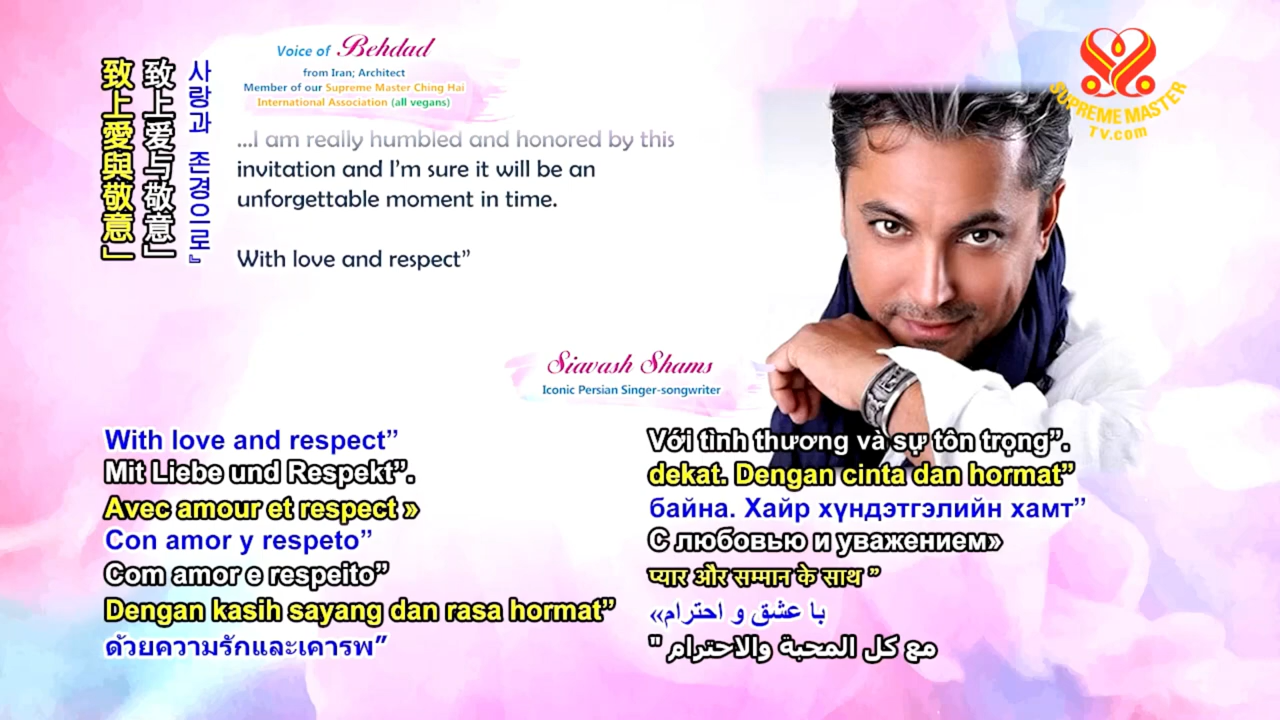 Voice of Behdad
from Iran; Architect
Member of our Supreme Master Ching Hai
International Association (all vegans)
SUPREME MASTER
TV.com
致上愛與敬意」
致上爱与敬意」
사랑과 존경으로』
...I am really humbled and honored by this
invitation and I'm sure it will be an
unforgettable moment in time.
With love and respect”
Siavash Shams
Iconic Persian Singer-songwriter
With love and respect”
Mit Liebe und Respekt”.
Avec amour et respect »
Con amor y respeto”
Com amor e respeito”
Dengan kasih sayang dan rasa hormat”
ด้วยความรักและเคารพ”
Với tình thương và sự tôn trọng”.
dekat. Dengan cinta dan hormat”
байна. Хайр хүндэтгэлийн хамт”
С любовью и уважением»
प्यार और सम्मान के साथ ”
با عشق و احترام»
مع كل المحبة والاحترام "